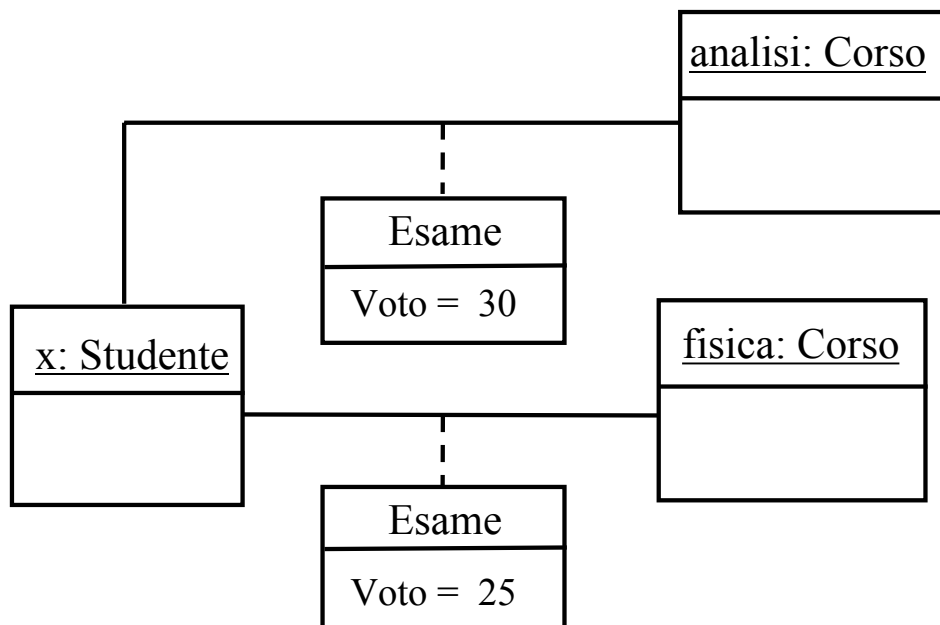 analisi: Corso
Esame
Voto = 30
x: Studente
fisica: Corso
Esame
Voto = 25